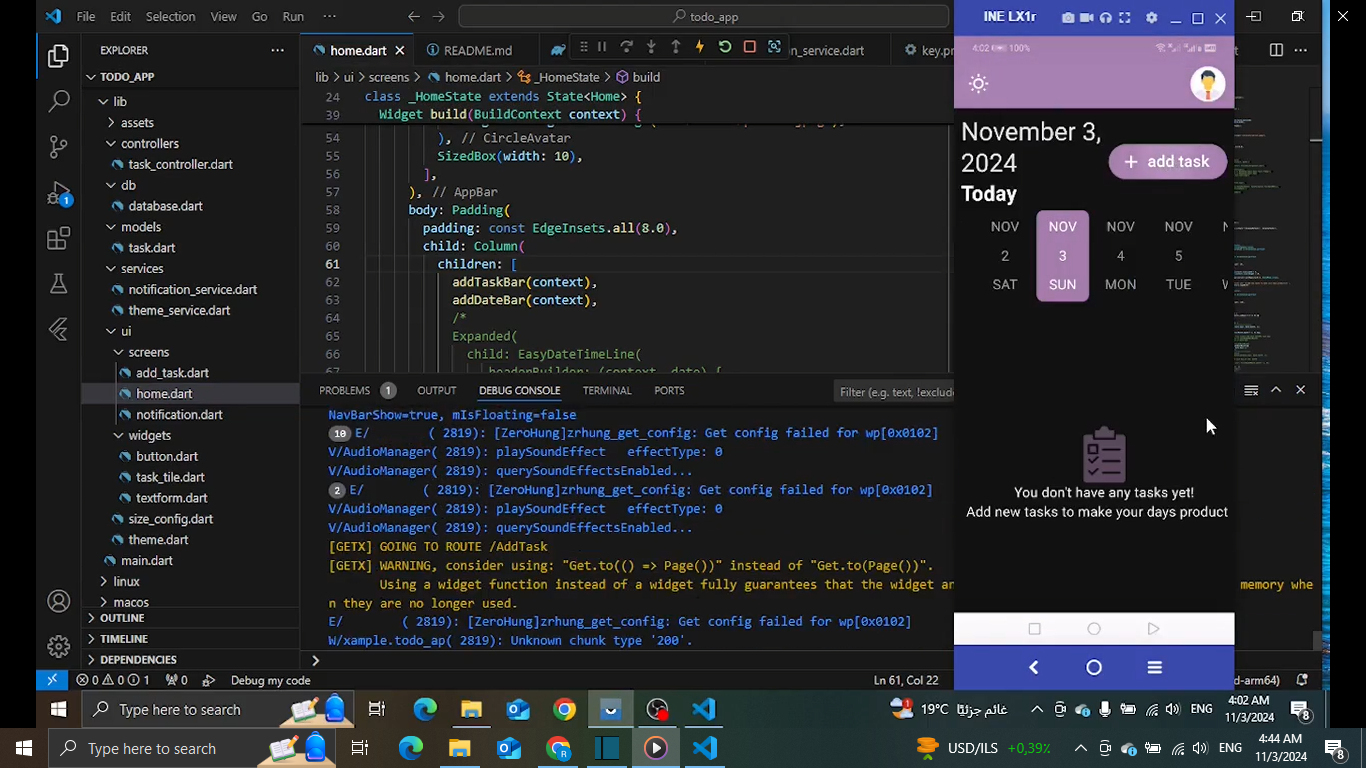 File Edit Selection View Go Run todo_app
EXPLORER
TODO_APP
lib
assets
controllers
task_controller.dart
db
database.dart
models
task.dart
services
notification_service.dart
theme_service.dart
ui
screens
add_task.dart
home.dart
notification.dart
widgets
button.dart
task_tile.dart
textform.dart
size_config.dart
theme.dart
main.dart
linux
macos
OUTLINE
TIMELINE
DEPENDENCIES
home.dart README.md n_service.dart key.pr
lib > ui > screens > home.dart > _HomeState > build
24 class _HomeState extends State<Home> {
39 Widget build(BuildContext context) {
54 ), // CircleAvatar
55 SizedBox(width: 10),
56 ],
57 ), // AppBar
58 body: Padding(
59 padding: const EdgeInsets.all(8.0),
60 child: Column(
61 children: [
62 addTaskBar(context),
63 addDateBar(context),
64 /*
65 Expanded(
66 child: EasyDateTimeLine(
67 headerBuilder: (context, date) {
PROBLEMS 1 OUTPUT DEBUG CONSOLE TERMINAL PORTS Filter (e.g. text, !exclude
NavBarShow=true, mIsFloating=false
10 E/ ( 2819): [ZeroHung]zrhung_get_config: Get config failed for wp[0x0102]
V/AudioManager( 2819): playSoundEffect effectType: 0
V/AudioManager( 2819): querySoundEffectsEnabled...
2 E/ ( 2819): [ZeroHung]zrhung_get_config: Get config failed for wp[0x0102]
V/AudioManager( 2819): playSoundEffect effectType: 0
V/AudioManager( 2819): querySoundEffectsEnabled...
[GETX] GOING TO ROUTE /AddTask
[GETX] WARNING, consider using: "Get.to(() => Page())" instead of "Get.to(Page())".
Using a widget function instead of a widget fully guarantees that the widget an memory whe
n they are no longer used.
E/ ( 2819): [ZeroHung]zrhung_get_config: Get config failed for wp[0x0102]
W/xample.todo_ap( 2819): Unknown chunk type '200'.
INE LX1r
4:02 100%
November 3,
2024
+ add task
Today
NOV NOV NOV NOV
2 3 4 5
SAT SUN MON TUE
You don't have any tasks yet!
Add new tasks to make your days product
0 0 1 0 Debug my code Ln 61, Col 22 d-arm64)
Type here to search 19°C غائم جزئيًا ENG 4:02 AM
11/3/2024 8
Type here to search USD/ILS +0,39% ENG 4:44 AM
11/3/2024 8